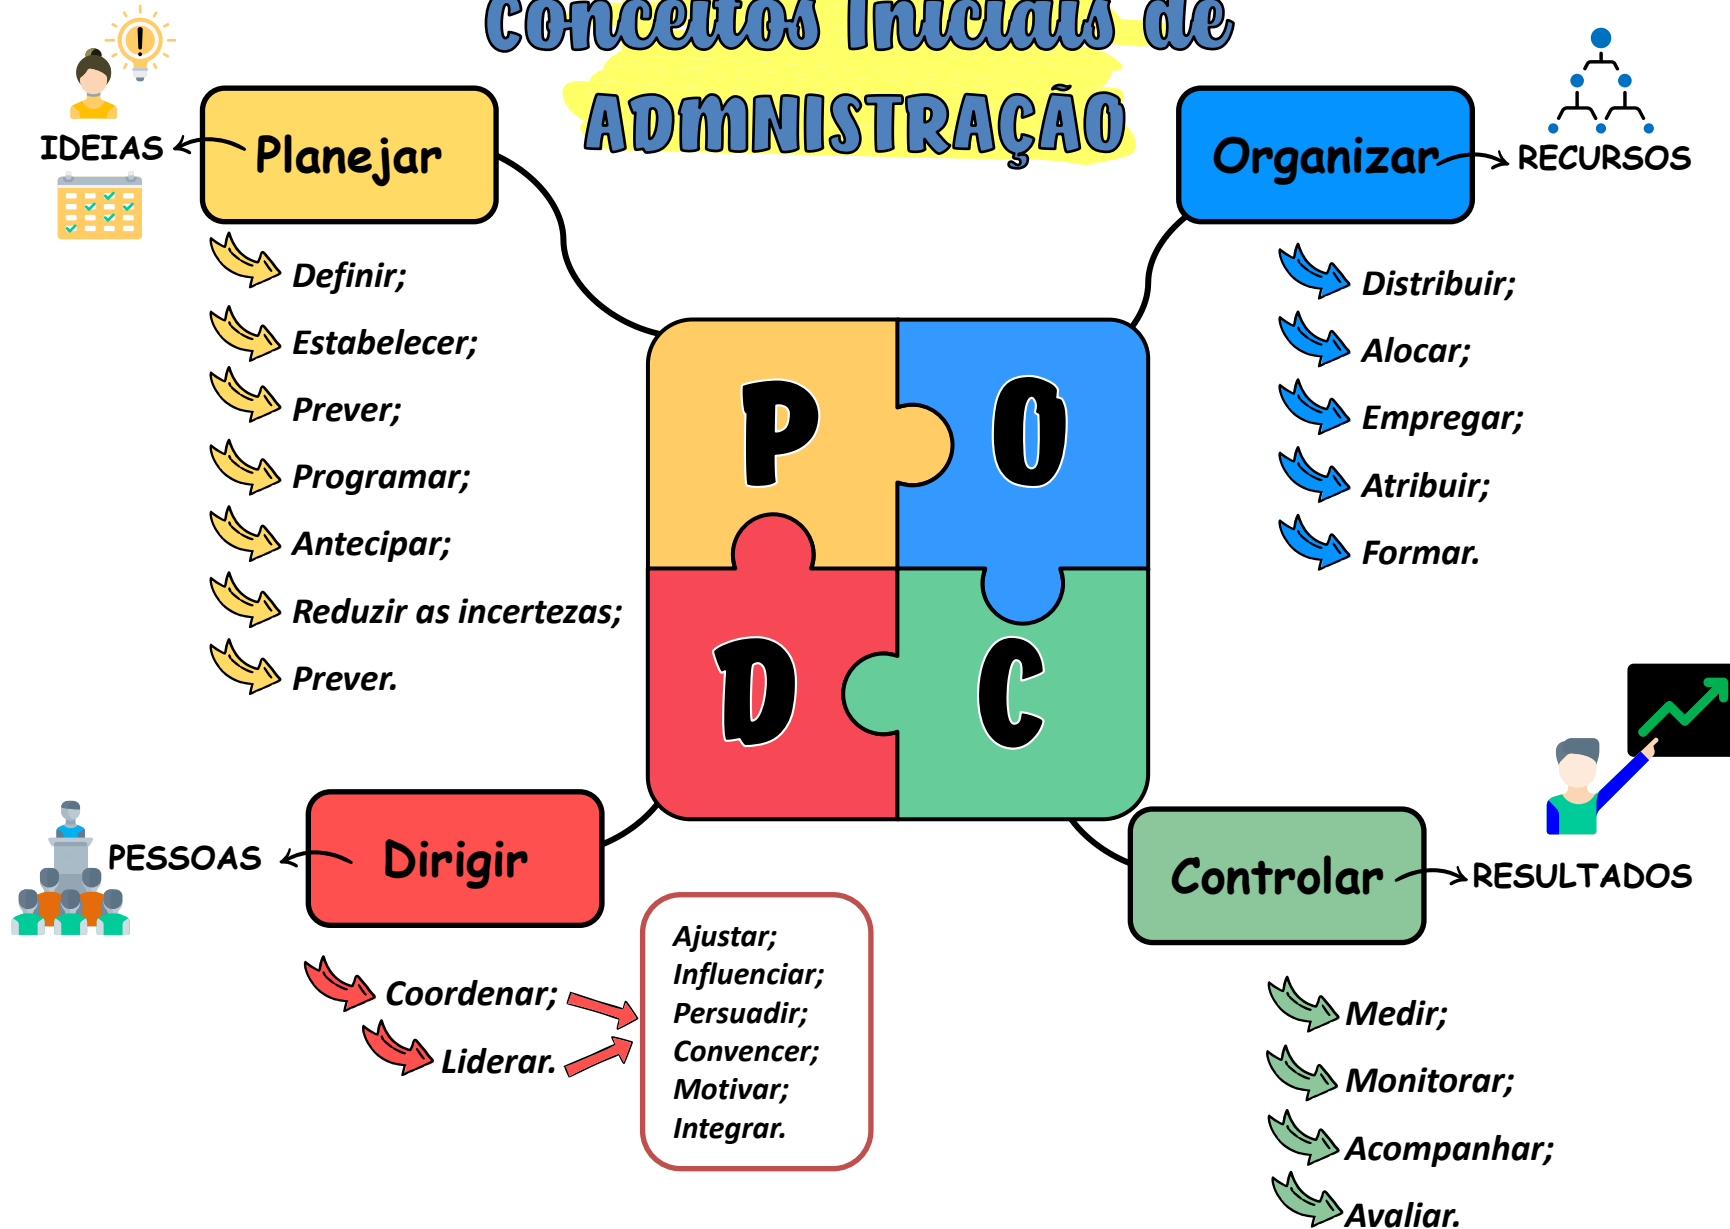 Conceitos Iniciais de
ADMNISTRAÇÃO
IDEIAS
Planejar
Definir;
Estabelecer;
Prever;
Programar;
Antecipar;
Reduzir as incertezas;
Prever.
Organizar
RECURSOS
Distribuir;
Alocar;
Empregar;
Atribuir;
Formar.
P
O
D
C
PESSOAS
Dirigir
Coordenar;
Liderar.
Ajustar;
Influenciar;
Persuadir;
Convencer;
Motivar;
Integrar.
Controlar
RESULTADOS
Medir;
Monitorar;
Acompanhar;
Avaliar.